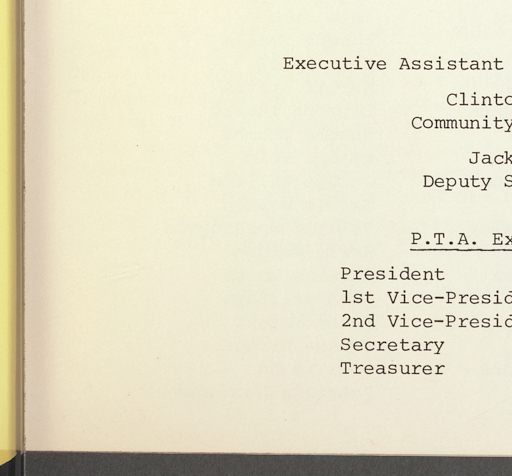 Executive Assistant
Clinto
Community
Jack
Deputy S
P.T.A. Ex
President
1st Vice-Presid
2nd Vice-Presid
Secretary
Treasurer